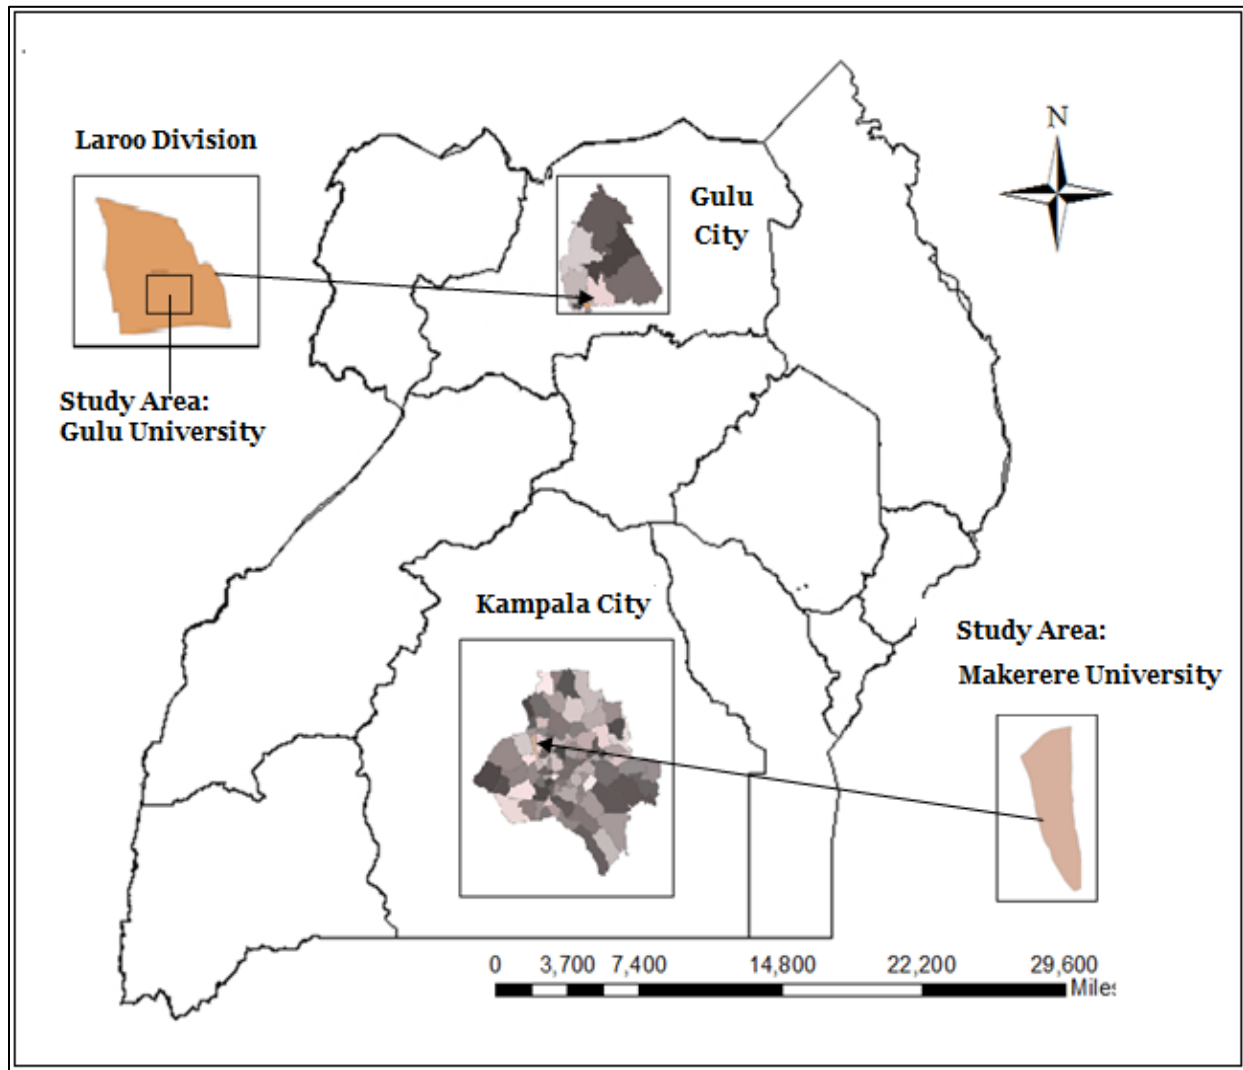 N
Laroo Division
Gulu
City
Study Area:
Gulu University
Kampala City
Study Area:
Makerere University
0 3,700 7,400 14,800 22,200 29,600
Miles